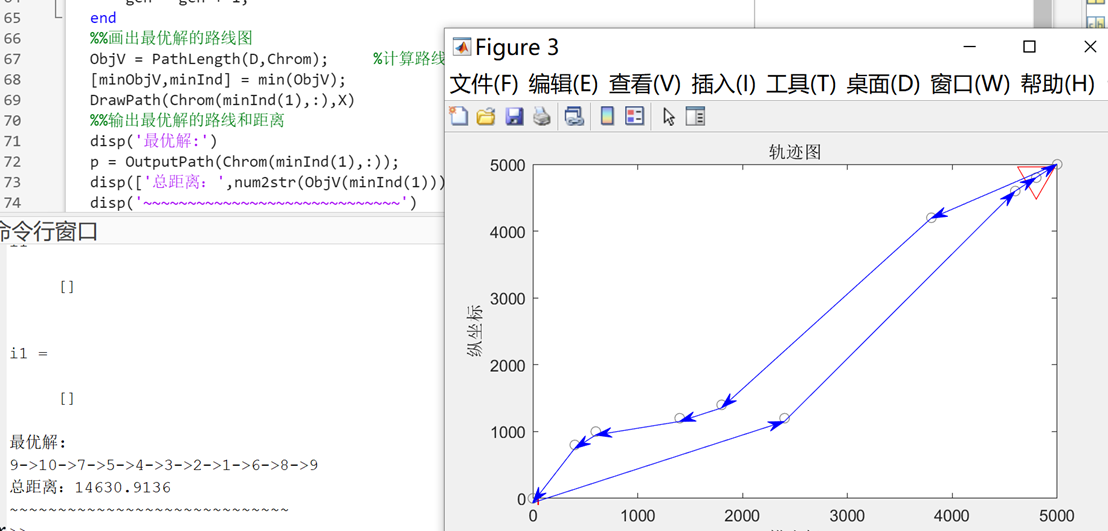 65 end
66 %%画出最优解的路线图
67 ObjV = PathLength(D,Chrom); %计算路线
68 [minObjV,minInd] = min(ObjV);
69 DrawPath(Chrom(minInd(1),:),X)
70 %%输出最优解的路线和距离
71 disp('最优解:')
72 p = OutputPath(Chrom(minInd(1),:));
73 disp(['总距离: ',num2str(ObjV(minInd(1)))
74 disp('~~~~~~~~~~~~~~~~~~~~~~~~~~~~~')
命令行窗口
[]
i1 =
[]
最优解:
9->10->7->5->4->3->2->1->6->8->9
总距离: 14630.9136
~~~~~~~~~~~~~~~~~~~~~~~~~~~~~
>>
Figure 3
文件(F) 编辑(E) 查看(V) 插入(I) 工具(T) 桌面(D) 窗口(W) 帮助(H)
轨迹图
纵坐标
5000
4000
3000
2000
1000
0
0 1000 2000 3000 4000 5000